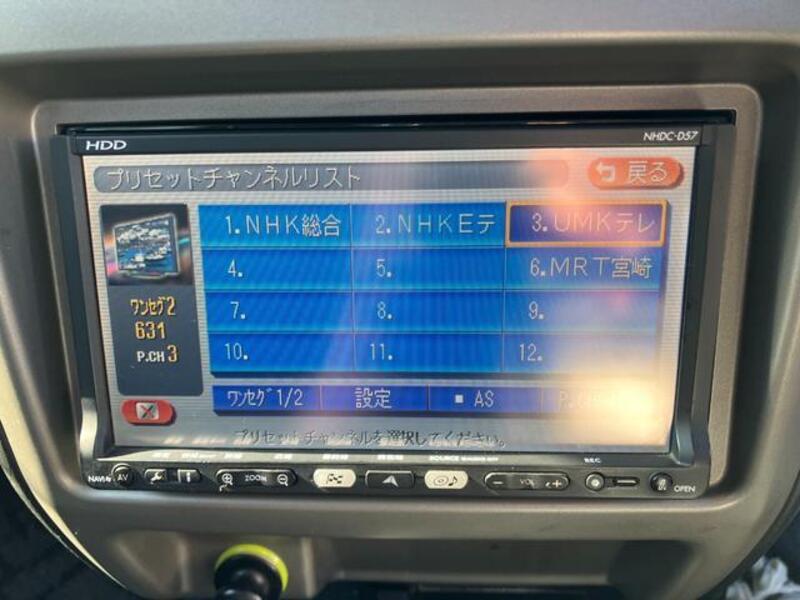 HDD
NHDC-D57
プリセットチャンネルリスト
戻る
1.NHK総合
2.NHKEテ
3.UMKテレ
4.
5.
6.MRT宮崎
7.
8.
9.
10.
11.
12.
ワンセグ2
631
P.CH 3
ワンセグ1/2
設定
■ AS
プリセットチャンネルを選択してください。
NAVI
AV
ZOOM
SOURCE
VOL
REC
OPEN